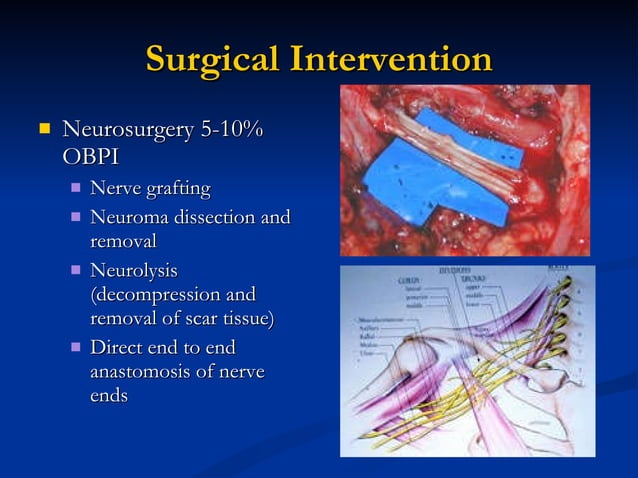 Surgical Intervention
Neurosurgery 5-10%
OBPI
Nerve grafting
Neuroma dissection and
removal
Neurolysis
(decompression and
removal of scar tissue)
Direct end to end
anastomosis of nerve
ends
DIVISIONS
lateral
posterior
medial
upper
middle
lower
Musculocutaneous
Axillary
Radial
Median
Ulnar